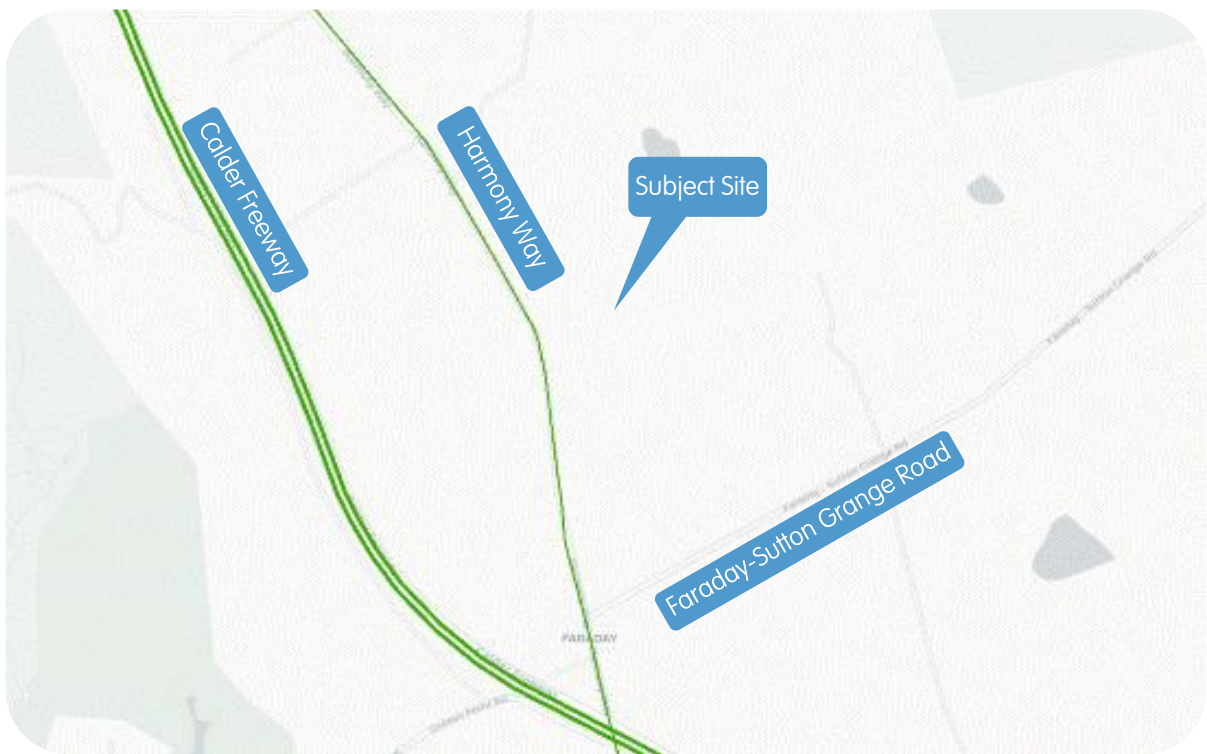 Calder Freeway
Harmony Way
Subject Site
Faraday - Sutton Grange Rd
Faraday - Sutton Grange Rd
Faraday-Sutton Grange Road
FARADAY